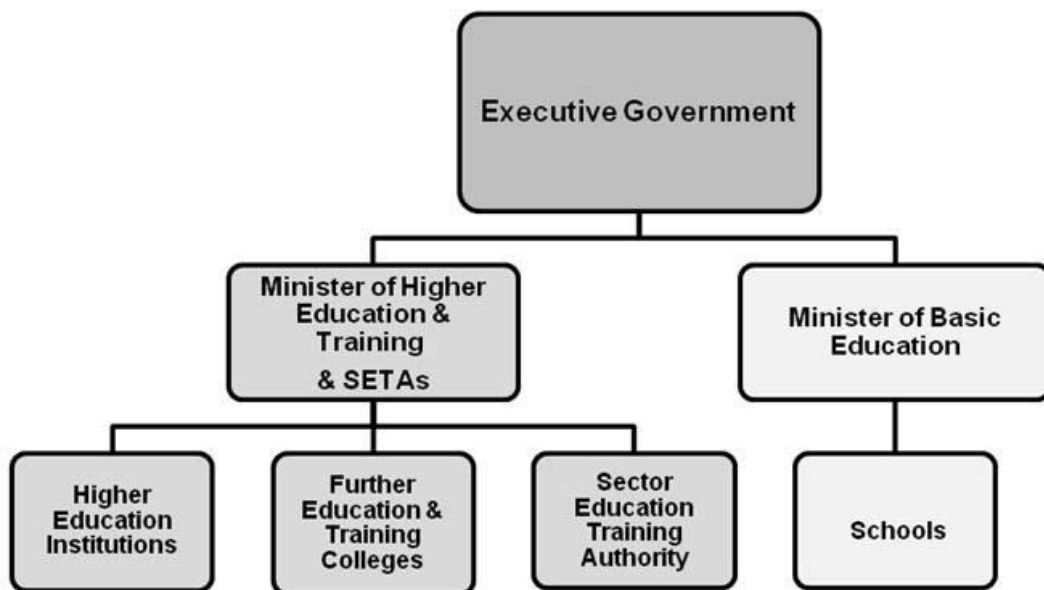 Executive Government
Minister of Higher
Education &
Training
& SETAs
Minister of Basic
Education
Higher
Education
Institutions
Further
Education &
Training
Colleges
Sector
Education
Training
Authority
Schools